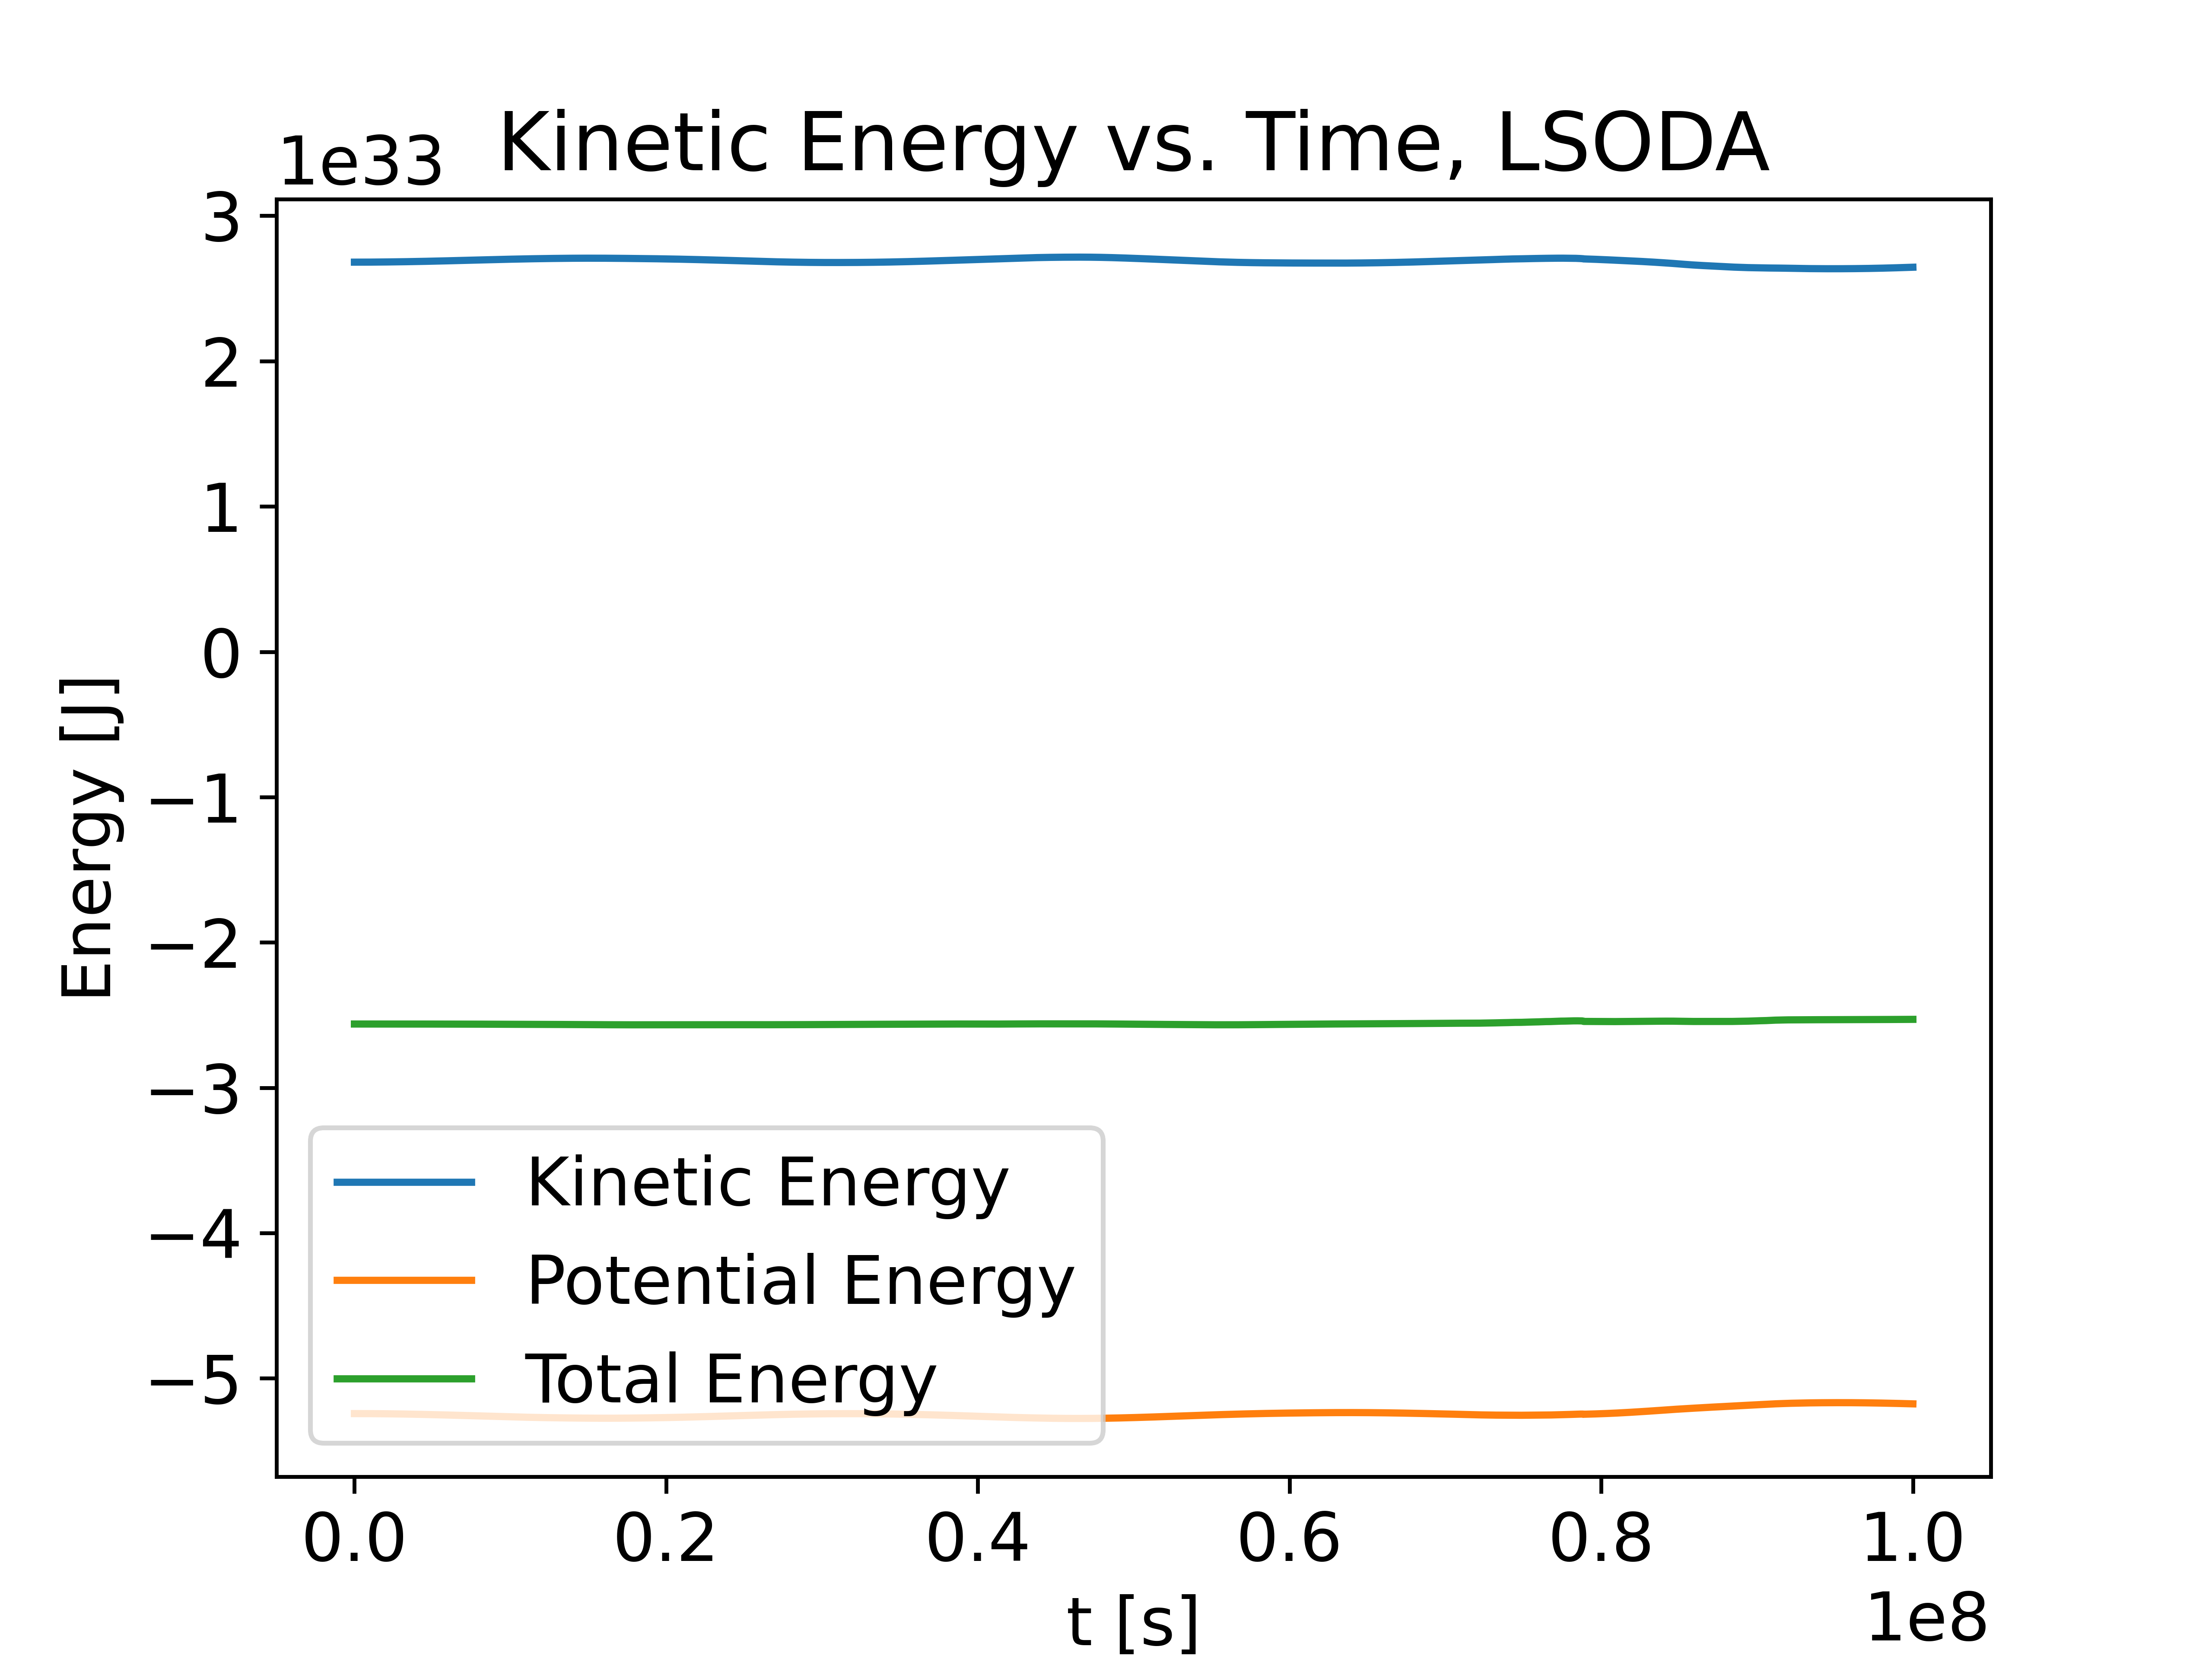 Kinetic Energy vs. Time, LSODA
1e33
3
2
1
0
−1
−2
−3
−4
−5
Energy [J]
Kinetic Energy
Potential Energy
Total Energy
0.0 0.2 0.4 0.6 0.8 1.0
t [s]
1e8